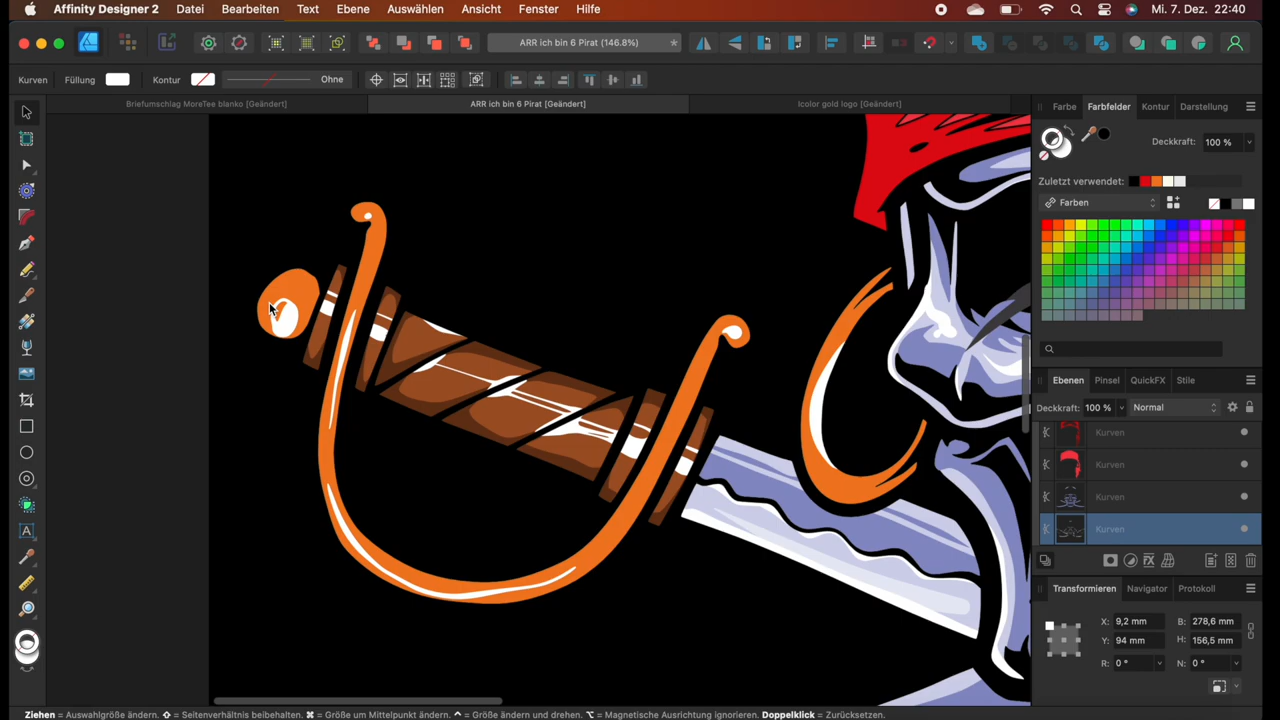 Affinity Designer 2 Datei Bearbeiten Text Ebene Auswählen Ansicht Fenster Hilfe Mi. 7. Dez. 22:40
ARR ich bin 6 Pirat (146.8%) *
Kurven Füllung Kontur Ohne
Briefumschlag MoreTee blanko [Geändert] ARR ich bin 6 Pirat [Geändert] Icolor gold logo [Geändert]
Farbe Farbfelder Kontur Darstellung
Deckkraft: 100 %
Zuletzt verwendet:
Farben
Ebenen Pinsel QuickFX Stile
Deckkraft: 100 % Normal
Kurven
Kurven
Kurven
Kurven
Transformieren Navigator Protokoll
X: 9,2 mm B: 278,6 mm
Y: 94 mm H: 156,5 mm
R: 0 ° N: 0 °
Ziehen = Auswahlgröße ändern. ⇧ = Seitenverhältnis beibehalten. ⌘ = Größe um Mittelpunkt ändern. ^ = Größe ändern und drehen. ⌥ = Magnetische Ausrichtung ignorieren. Doppelklick = Zurücksetzen.